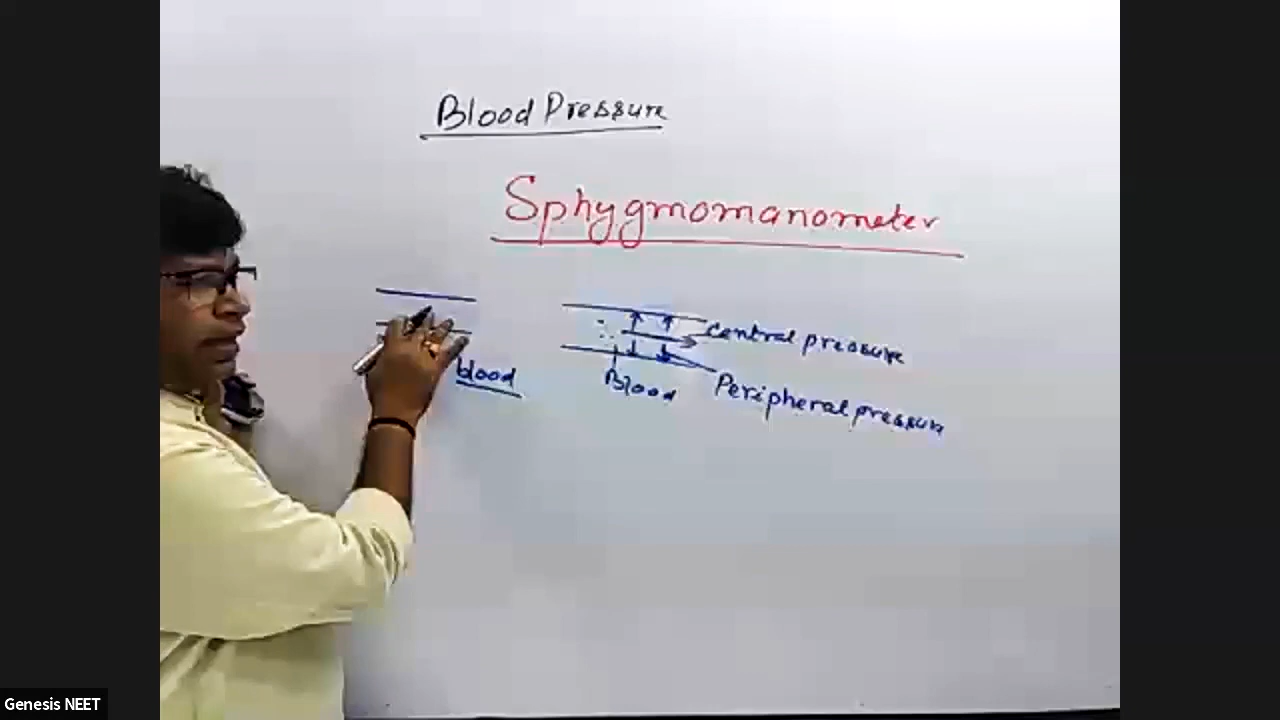 Blood Pressure
Sphygmomanometer
Central pressure
blood
Blood
Peripheral pressure
Genesis NEET